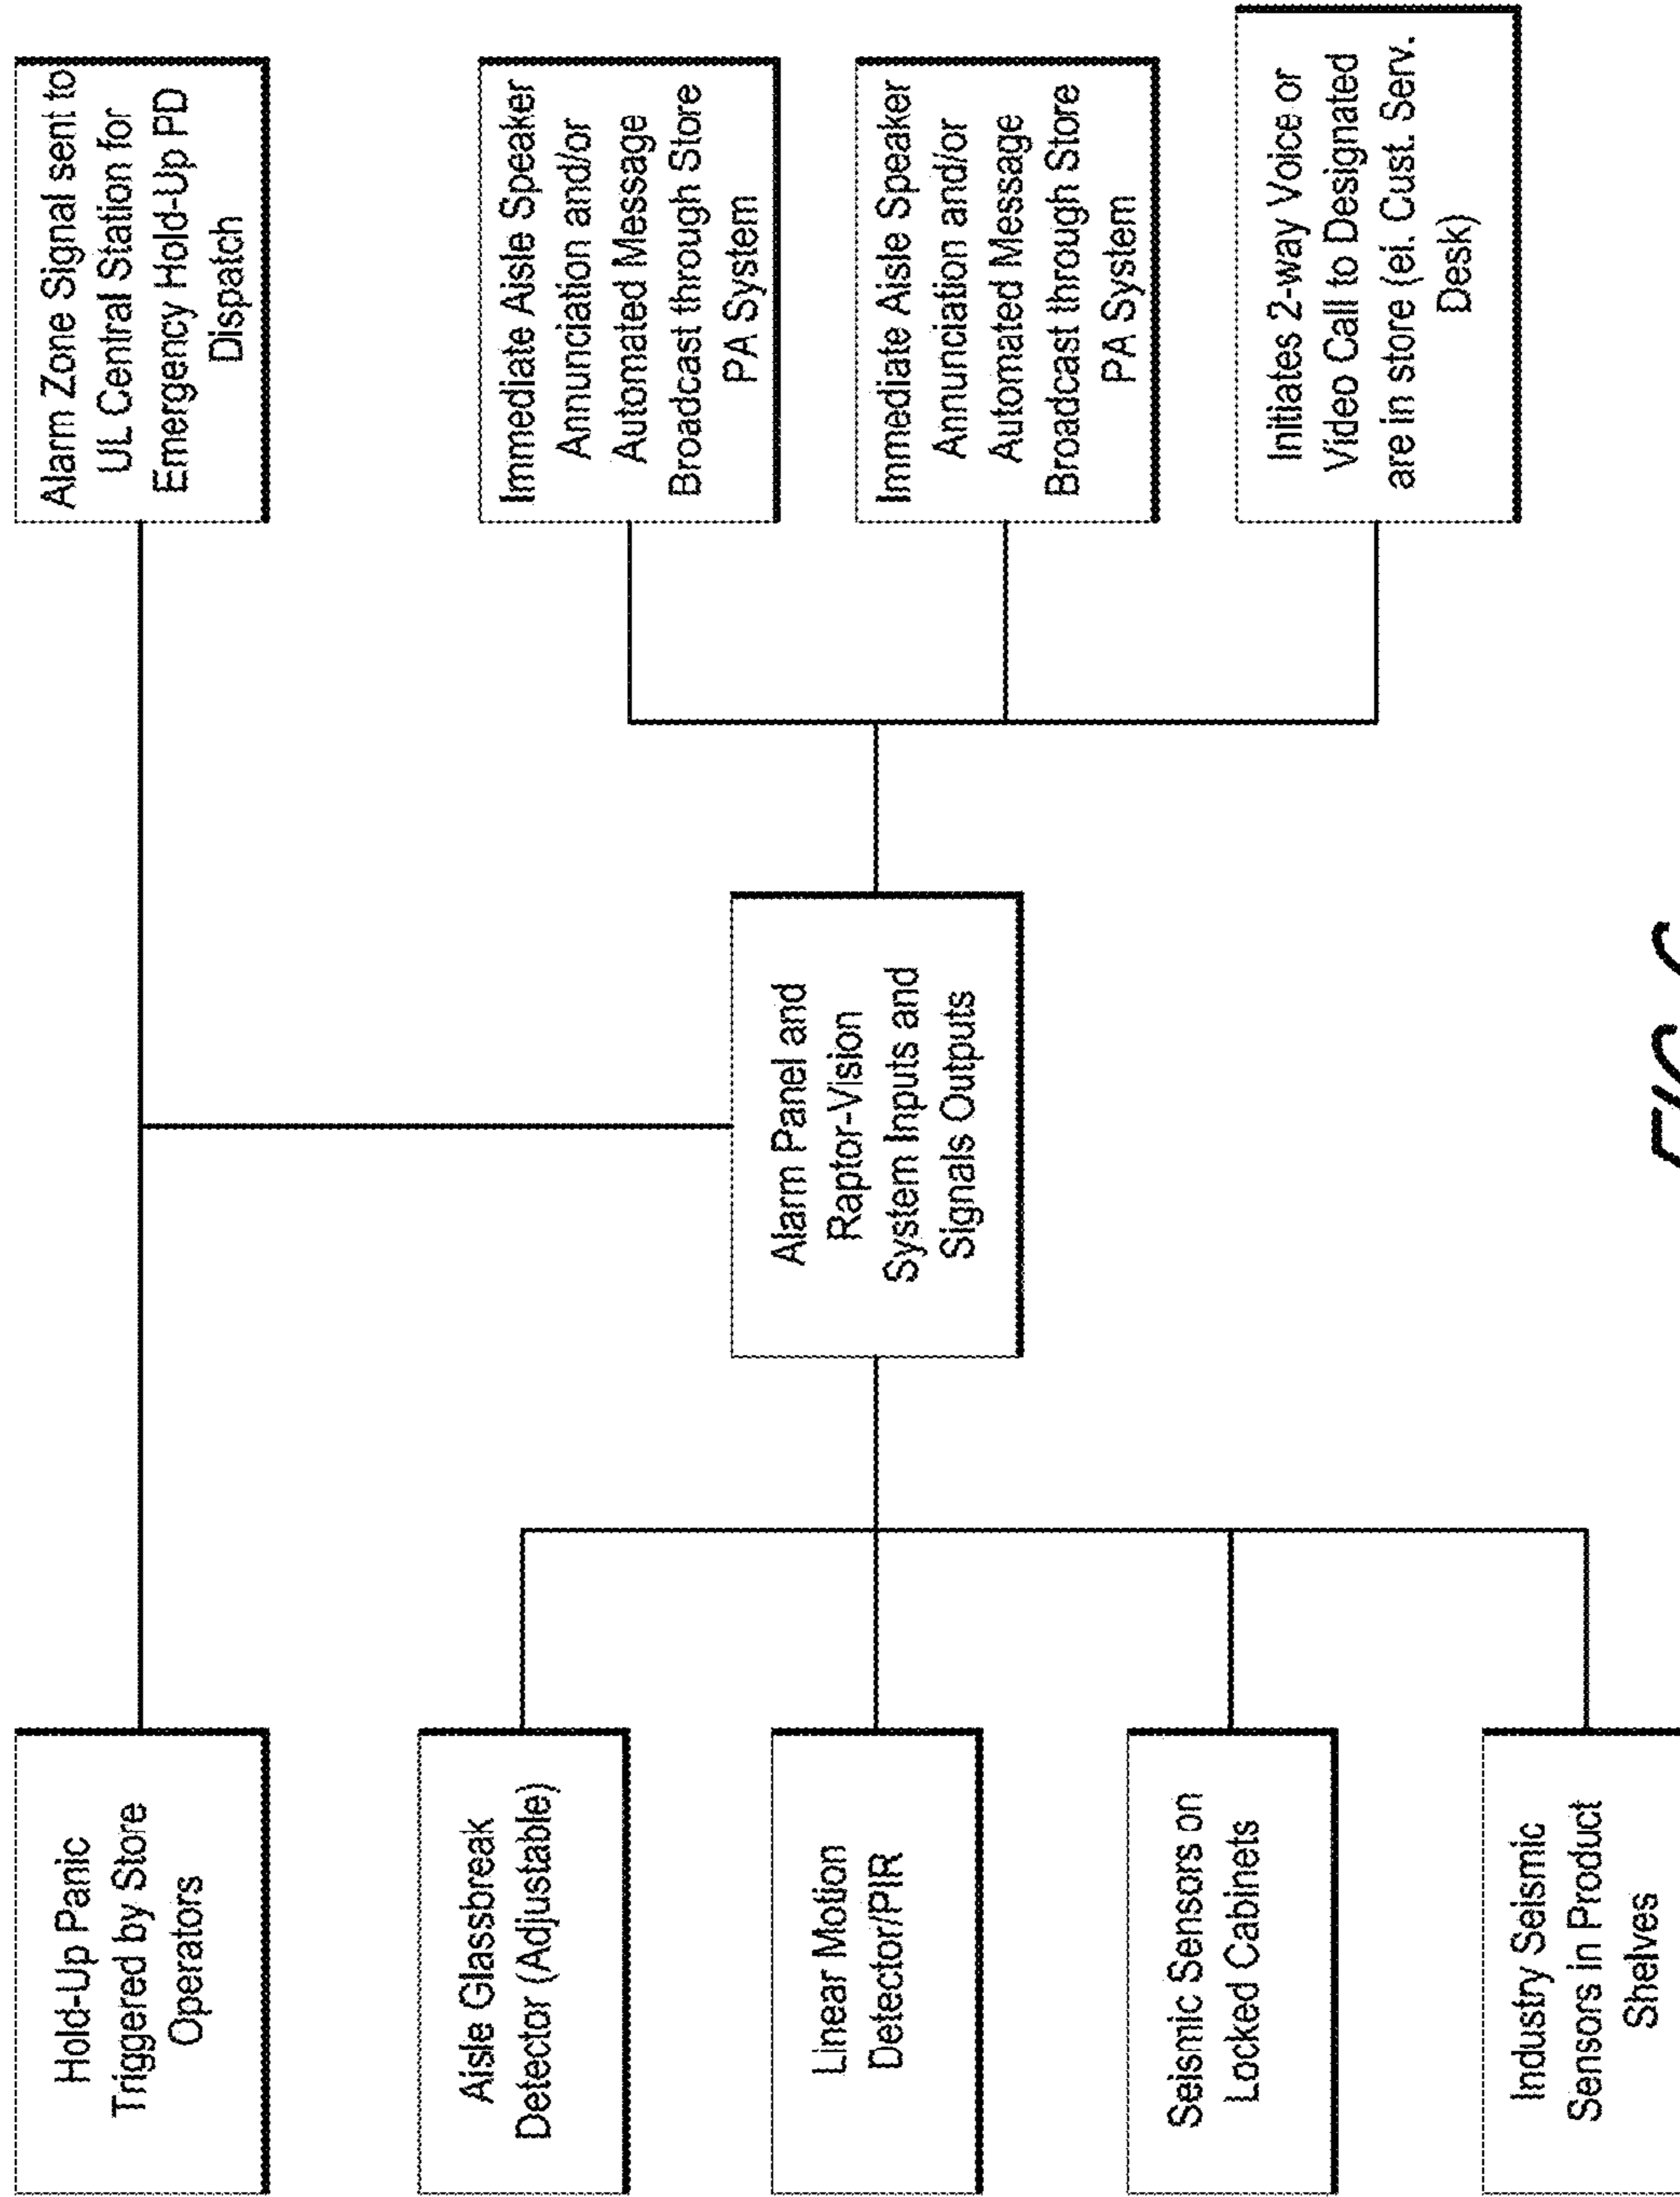 Hold-Up Panic
Triggered by Store
Operators
Alarm Zone Signal sent to
UL Central Station for
Emergency Hold-Up PD
Dispatch
Aisle Glassbreak
Detector (Adjustable)
Linear Motion
Detector/PIR
Seismic Sensors on
Locked Cabinets
Industry Seismic
Sensors in Product
Shelves
Alarm Panel and
Raptor-Vision
System Inputs and
Signals Outputs
Immediate Aisle Speaker
Annunciation and/or
Automated Message
Broadcast through Store
PA System
Immediate Aisle Speaker
Annunciation and/or
Automated Message
Broadcast through Store
PA System
Initiates 2-way Voice or
Video Call to Designated
are in store (ei. Cust. Serv.
Desk)